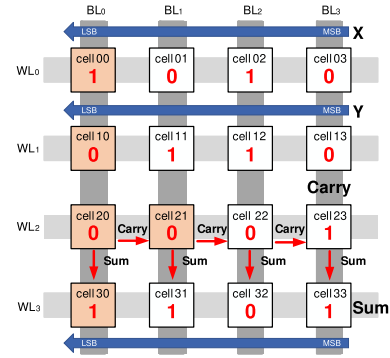 BL0 BL1 BL2 BL3
LSB MSB X
WL0 cell 00 cell 01 cell 02 cell 03
1 0 1 0
LSB MSB Y
WL1 cell 10 cell 11 cell 12 cell 13
0 1 1 0
Carry
WL2 cell 20 cell 21 cell 22 cell 23
0 Carry 0 Carry 0 Carry 1
Sum Sum Sum Sum
WL3 cell 30 cell 31 cell 32 cell 33
1 1 0 1 Sum
LSB MSB